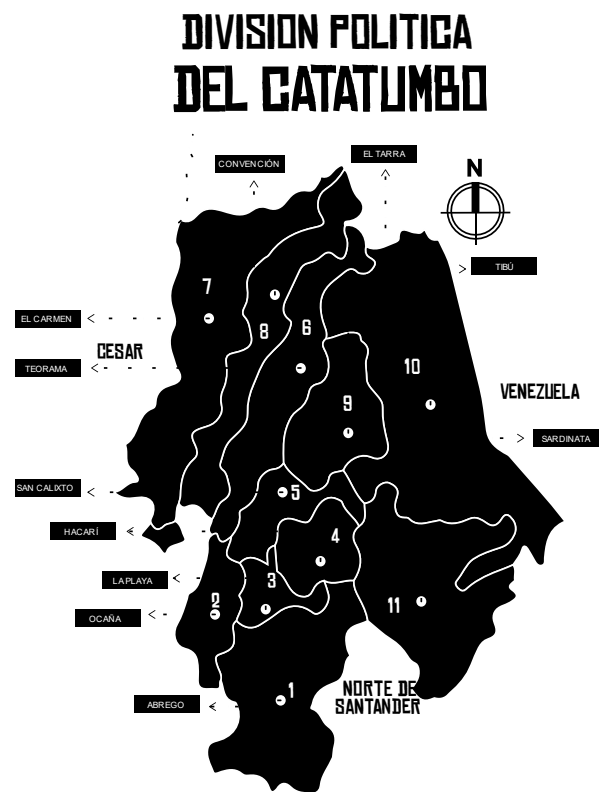 DIVISION POLITICA
DEL CATATUMBO
CONVENCIÓN
EL TARRA
N
TIBÚ
7
EL CARMEN
8
6
CESAR
TEORAMA
10
VENEZUELA
9
SARDINATA
SAN CALIXTO
5
HACARÍ
4
LA PLAYA
3
2
11
OCAÑA
1
NORTE DE
SANTANDER
ABREGO